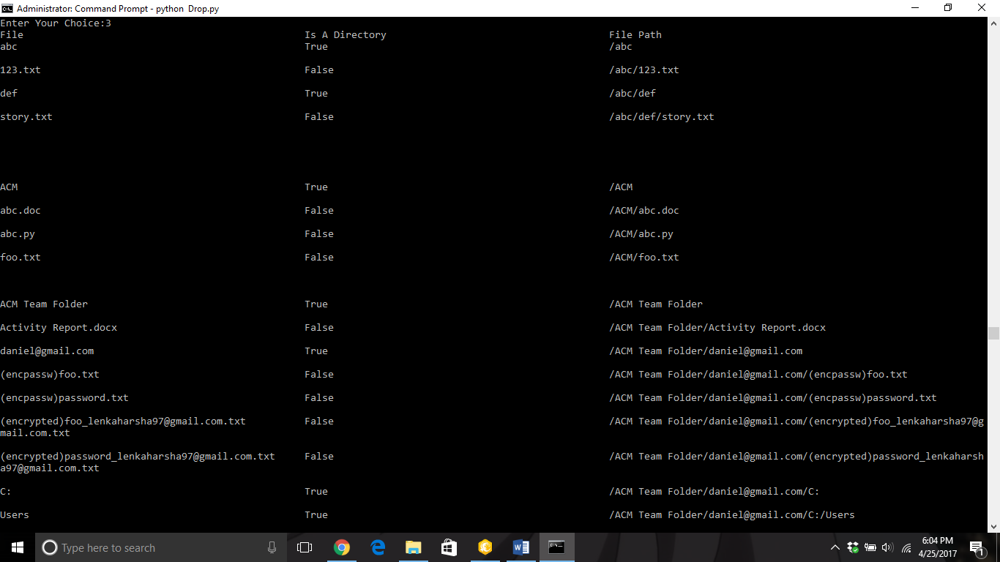 Administrator: Command Prompt - python  Drop.py
Enter Your Choice:3
File Is A Directory File Path
abc True /abc
123.txt False /abc/123.txt
def True /abc/def
story.txt False /abc/def/story.txt
ACM True /ACM
abc.doc False /ACM/abc.doc
abc.py False /ACM/abc.py
foo.txt False /ACM/foo.txt
ACM Team Folder True /ACM Team Folder
Activity Report.docx False /ACM Team Folder/Activity Report.docx
daniel@gmail.com True /ACM Team Folder/daniel@gmail.com
(encpassw)foo.txt False /ACM Team Folder/daniel@gmail.com/(encpassw)foo.txt
(encpassw)password.txt False /ACM Team Folder/daniel@gmail.com/(encpassw)password.txt
(encrypted)foo_lenkaharsha97@gmail.com.txt False /ACM Team Folder/daniel@gmail.com/(encrypted)foo_lenkaharsha97@g
mail.com.txt
(encrypted)password_lenkaharsha97@gmail.com.txt False /ACM Team Folder/daniel@gmail.com/(encrypted)password_lenkaharsh
a97@gmail.com.txt
C: True /ACM Team Folder/daniel@gmail.com/C:
Users True /ACM Team Folder/daniel@gmail.com/C:/Users
Type here to search
6:04 PM
4/25/2017
1